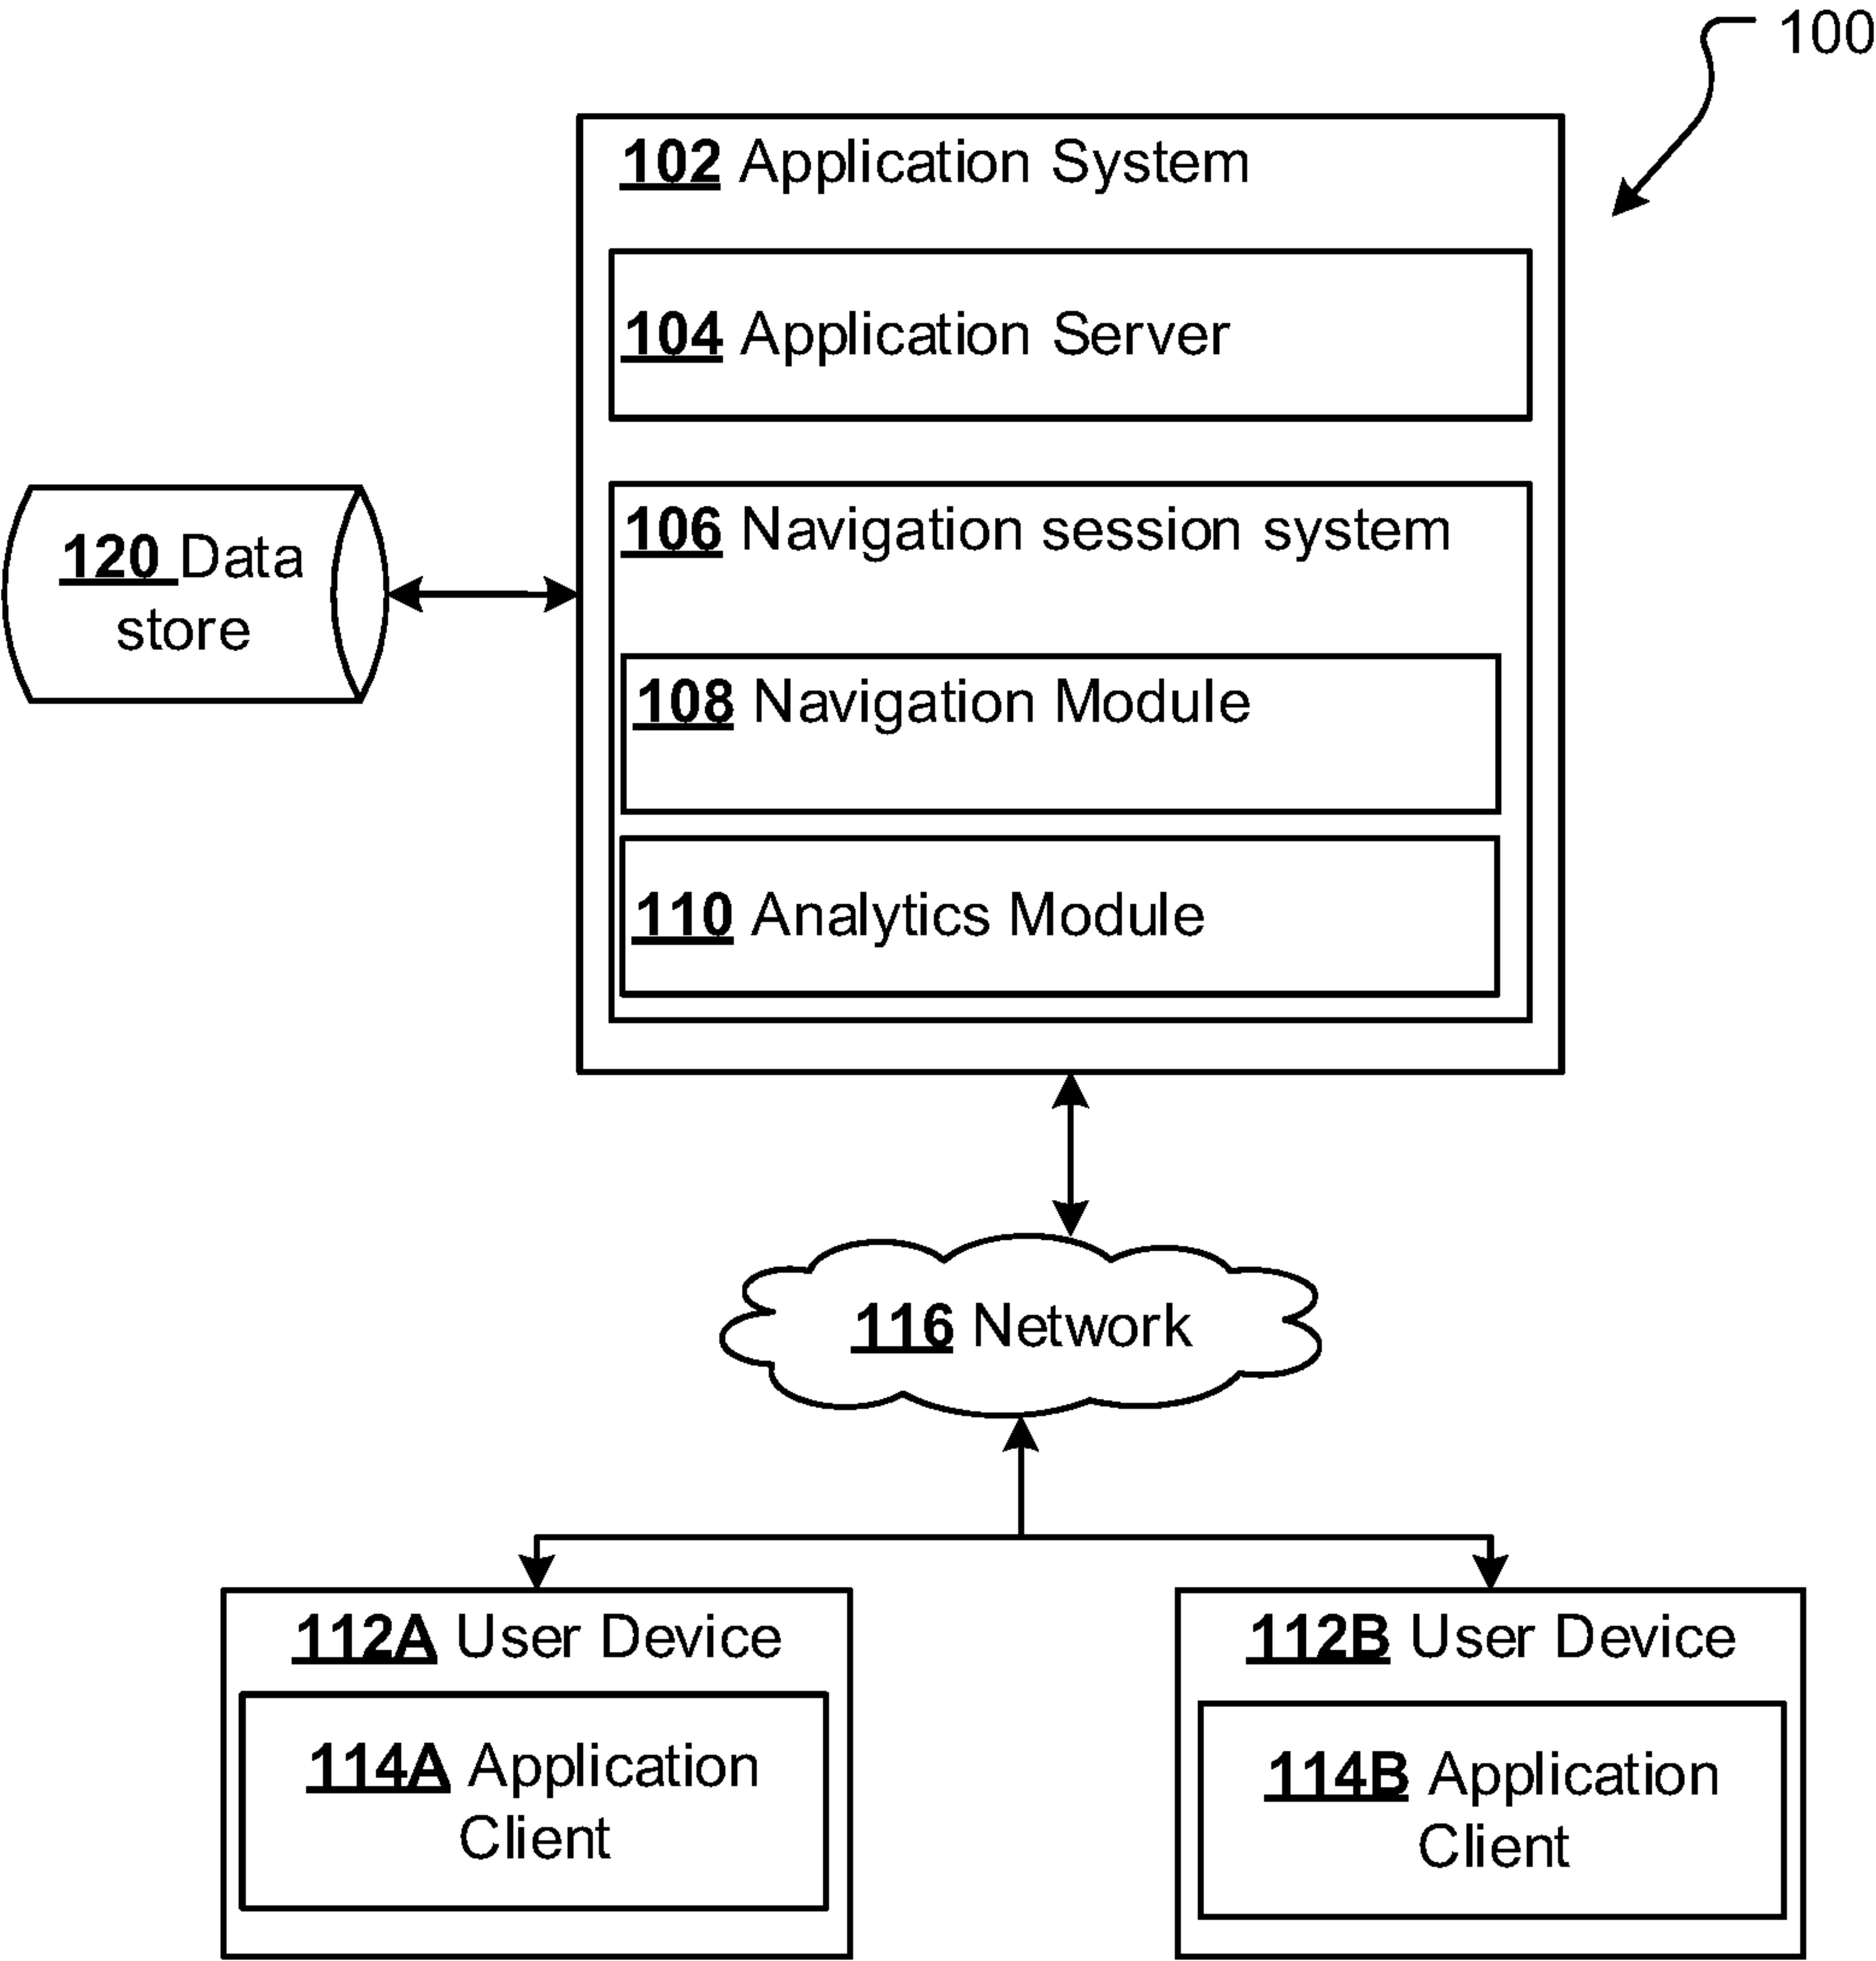 100
102 Application System
104 Application Server
106 Navigation session system
120 Data
store
108 Navigation Module
110 Analytics Module
116 Network
112A User Device
114A Application
Client
112B User Device
114B Application
Client